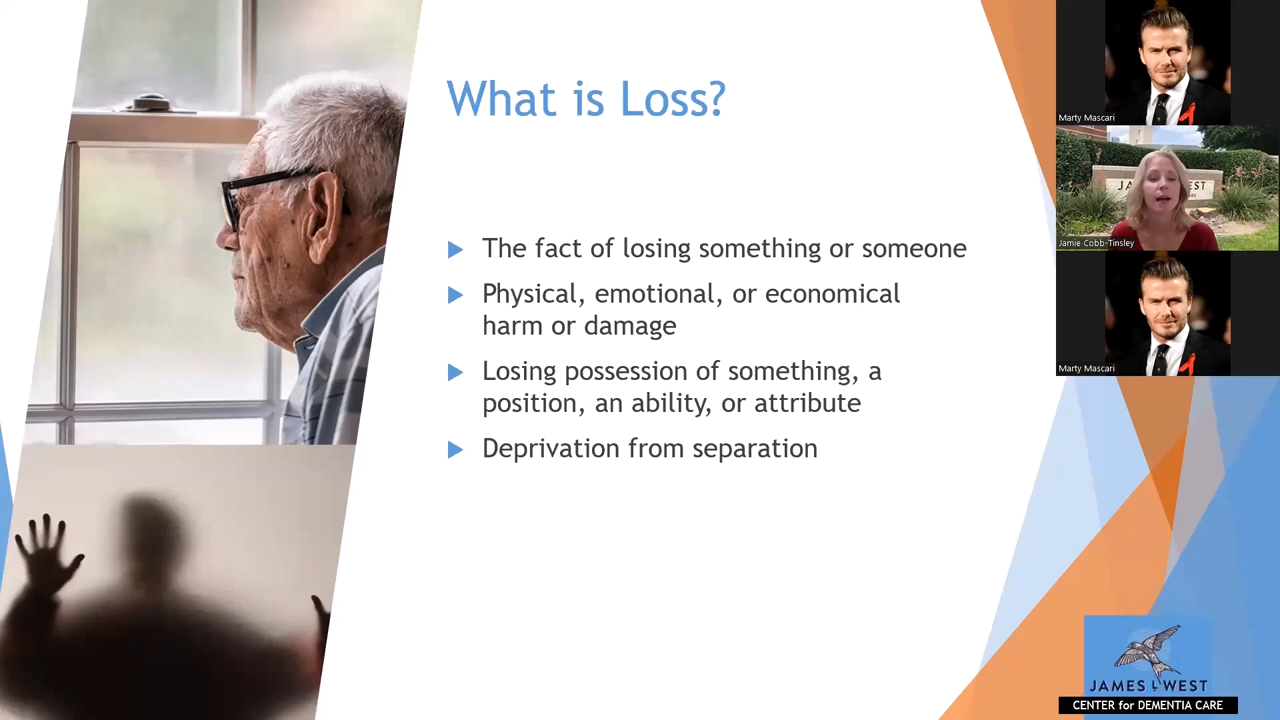 What is Loss?
The fact of losing something or someone
Physical, emotional, or economical
harm or damage
Losing possession of something, a
position, an ability, or attribute
Deprivation from separation
Marty Mascari
Jamie Cobb-Tinsley
Marty Mascari
JAMES L WEST
CENTER for DEMENTIA CARE